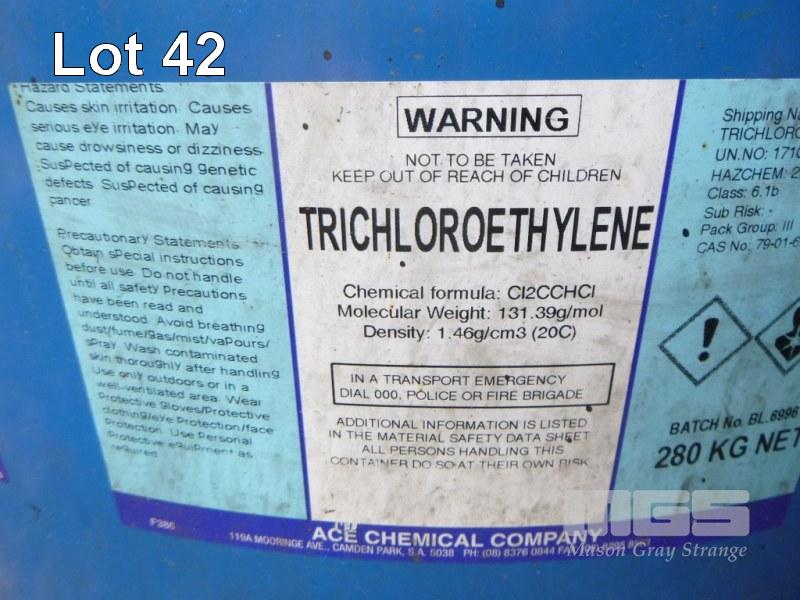 Lot 42
Hazard Statements
Causes skin irritation. Causes
serious eye irritation. May
cause drowsiness or dizziness.
Suspected of causing genetic
defects. Suspected of causing
cancer
Precautionary Statements:
Obtain special instructions
before use. Do not handle
until all safety Precautions
have been read and
understood. Avoid breathing
dust/fume/gas/mist/vapours/
spray. Wash contaminated
skin thoroughly after handling
Use only outdoors or in a
well-ventilated area. Wear
Protective gloves/Protective
clothing/eye Protection/face
Protection. Use Personal
Protective equipment as
required
F386
WARNING
NOT TO BE TAKEN
KEEP OUT OF REACH OF CHILDREN
TRICHLOROETHYLENE
Chemical formula: Cl2CCHCl
Molecular Weight: 131.39g/mol
Density: 1.46g/cm3 (20C)
IN A TRANSPORT EMERGENCY
DIAL 000, POLICE OR FIRE BRIGADE
ADDITIONAL INFORMATION IS LISTED
IN THE MATERIAL SAFETY DATA SHEET
ALL PERSONS HANDLING THIS
CONTAINER DO SO AT THEIR OWN RISK
ACE CHEMICAL COMPANY
119A MOORINGE AVE., CAMDEN PARK, S.A. 5038 PH: (08) 8376 0844 FAX
Shipping Na
TRICHLORO
UN.NO: 1710
HAZCHEM: 2
Class: 6.1b
Sub Risk: -
Pack Group: III
CAS No: 79-01-6
BATCH No. BL.6996
280 KG NET
MGS
Mason Gray Strange